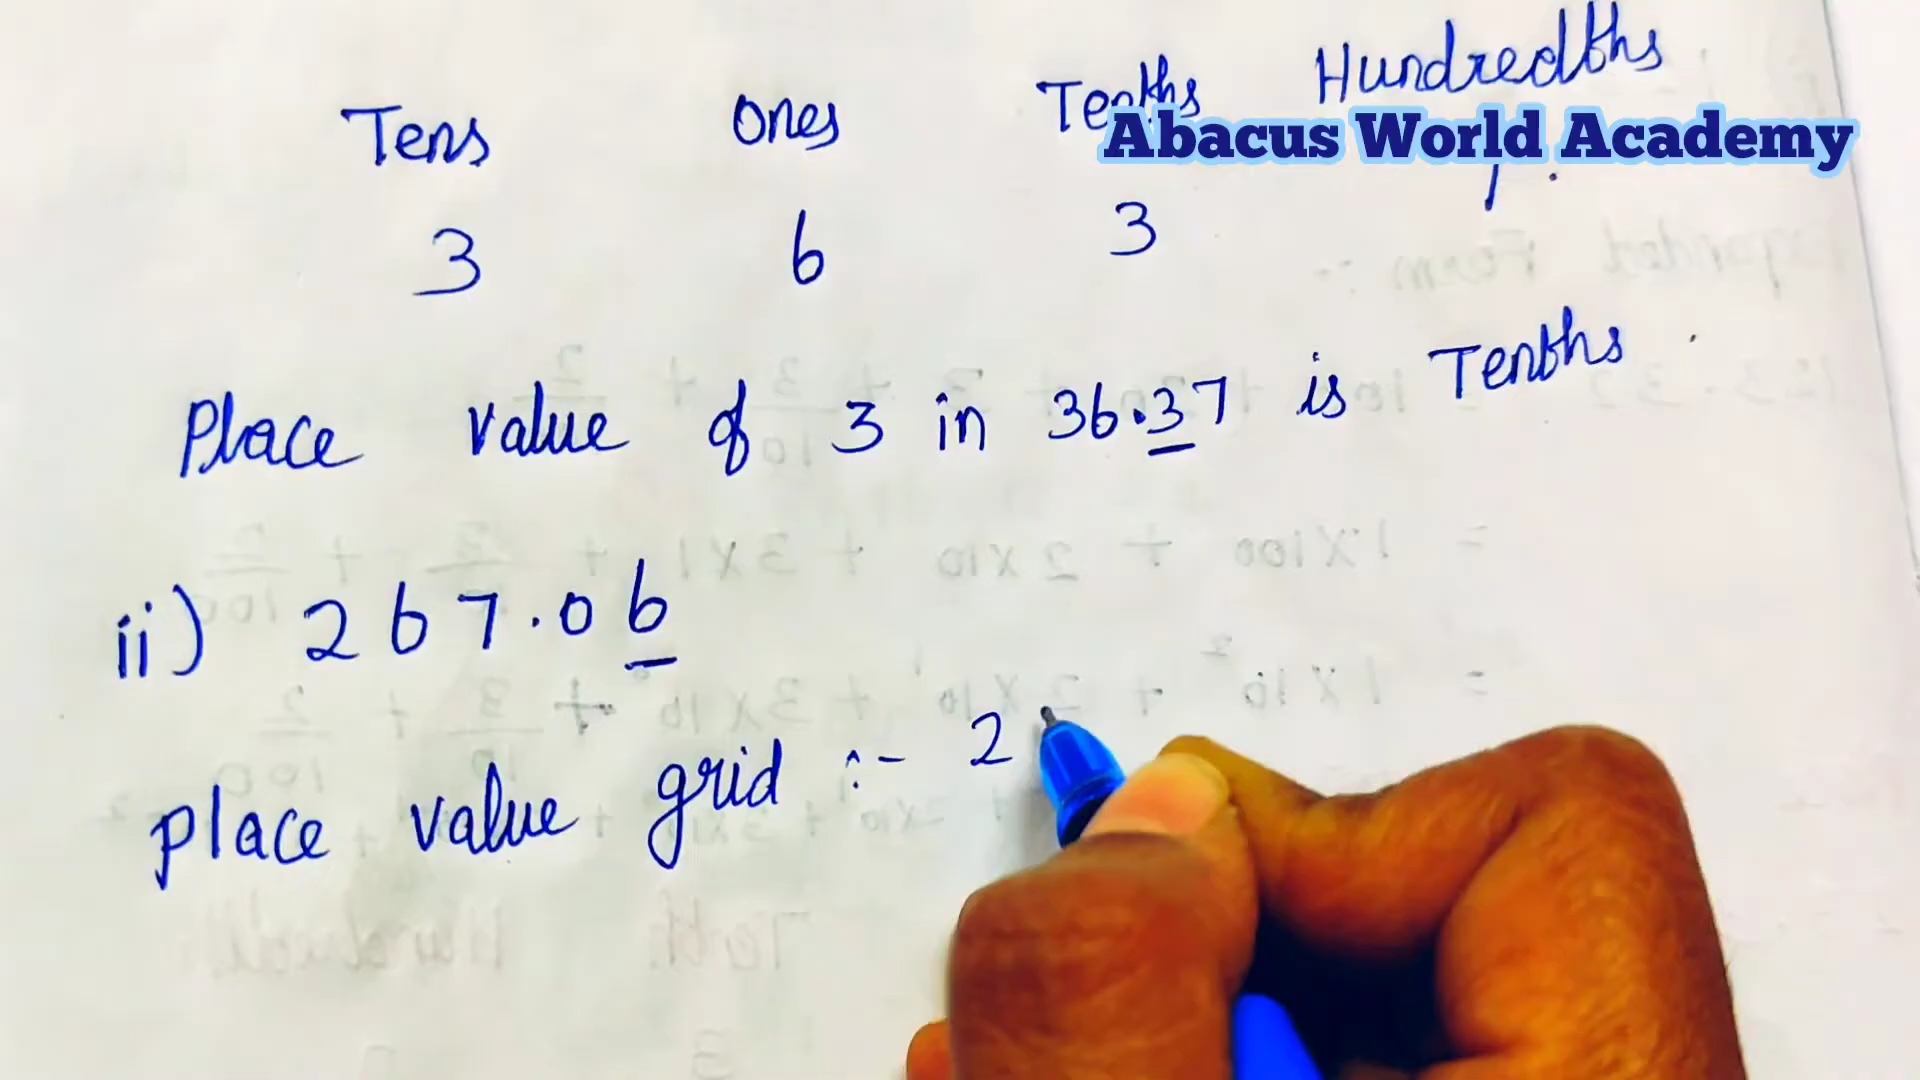 Tens Ones Tenths Hundredths
Abacus World Academy
3 6 3
Place value of 3 in 36.37 is Tenths.
ii) 267.06
place value grid :- 2